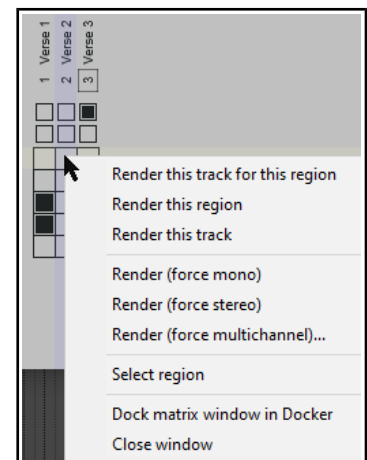 1 Verse 1
2 Verse 2
3 Verse 3
Render this track for this region
Render this region
Render this track
Render (force mono)
Render (force stereo)
Render (force multichannel)...
Select region
Dock matrix window in Docker
Close window